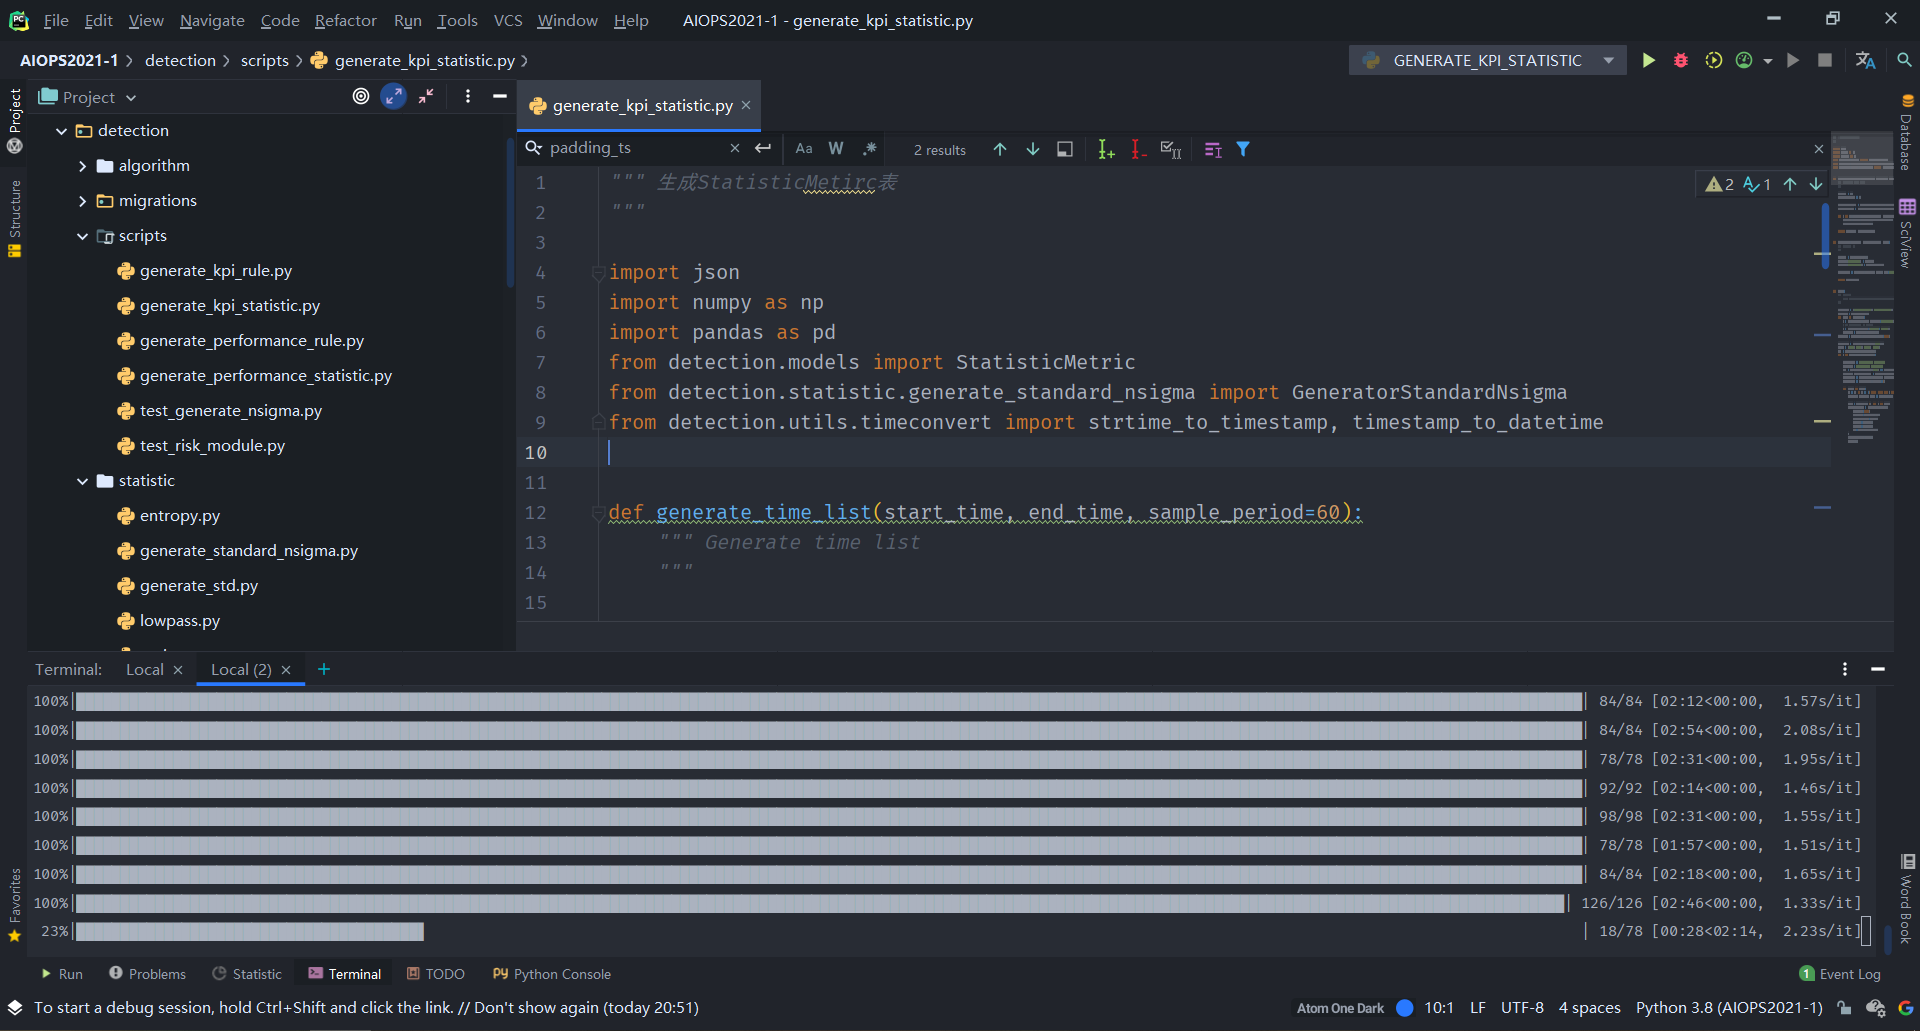 File Edit View Navigate Code Refactor Run Tools VCS Window Help AIOPS2021-1 - generate_kpi_statistic.py
AIOPS2021-1 detection scripts generate_kpi_statistic.py GENERATE_KPI_STATISTIC
Project
generate_kpi_statistic.py
Project
Structure
Favorites
detection
algorithm
migrations
scripts
generate_kpi_rule.py
generate_kpi_statistic.py
generate_performance_rule.py
generate_performance_statistic.py
test_generate_nsigma.py
test_risk_module.py
statistic
entropy.py
generate_standard_nsigma.py
generate_std.py
lowpass.py
padding_ts Aa W .* 2 results
2 1
1 """ 生成StatisticMetirc表
2 """
3
4 import json
5 import numpy as np
6 import pandas as pd
7 from detection.models import StatisticMetric
8 from detection.statistic.generate_standard_nsigma import GeneratorStandardNsigma
9 from detection.utils.timeconvert import strtime_to_timestamp, timestamp_to_datetime
10
11
12 def generate_time_list(start_time, end_time, sample_period=60):
13 """ Generate time list
14 """
15
Database
SciView
Word Book
Terminal: Local Local (2) +
100%| | 84/84 [02:12<00:00, 1.57s/it]
100%| | 84/84 [02:54<00:00, 2.08s/it]
100%| | 78/78 [02:31<00:00, 1.95s/it]
100%| | 92/92 [02:14<00:00, 1.46s/it]
100%| | 98/98 [02:31<00:00, 1.55s/it]
100%| | 78/78 [01:57<00:00, 1.51s/it]
100%| | 84/84 [02:18<00:00, 1.65s/it]
100%| | 126/126 [02:46<00:00, 1.33s/it]
23%| | 18/78 [00:28<02:14, 2.23s/it]
Run Problems Statistic Terminal TODO Python Console 1 Event Log
To start a debug session, hold Ctrl+Shift and click the link. // Don't show again (today 20:51) Atom One Dark 10:1 LF UTF-8 4 spaces Python 3.8 (AIOPS2021-1)